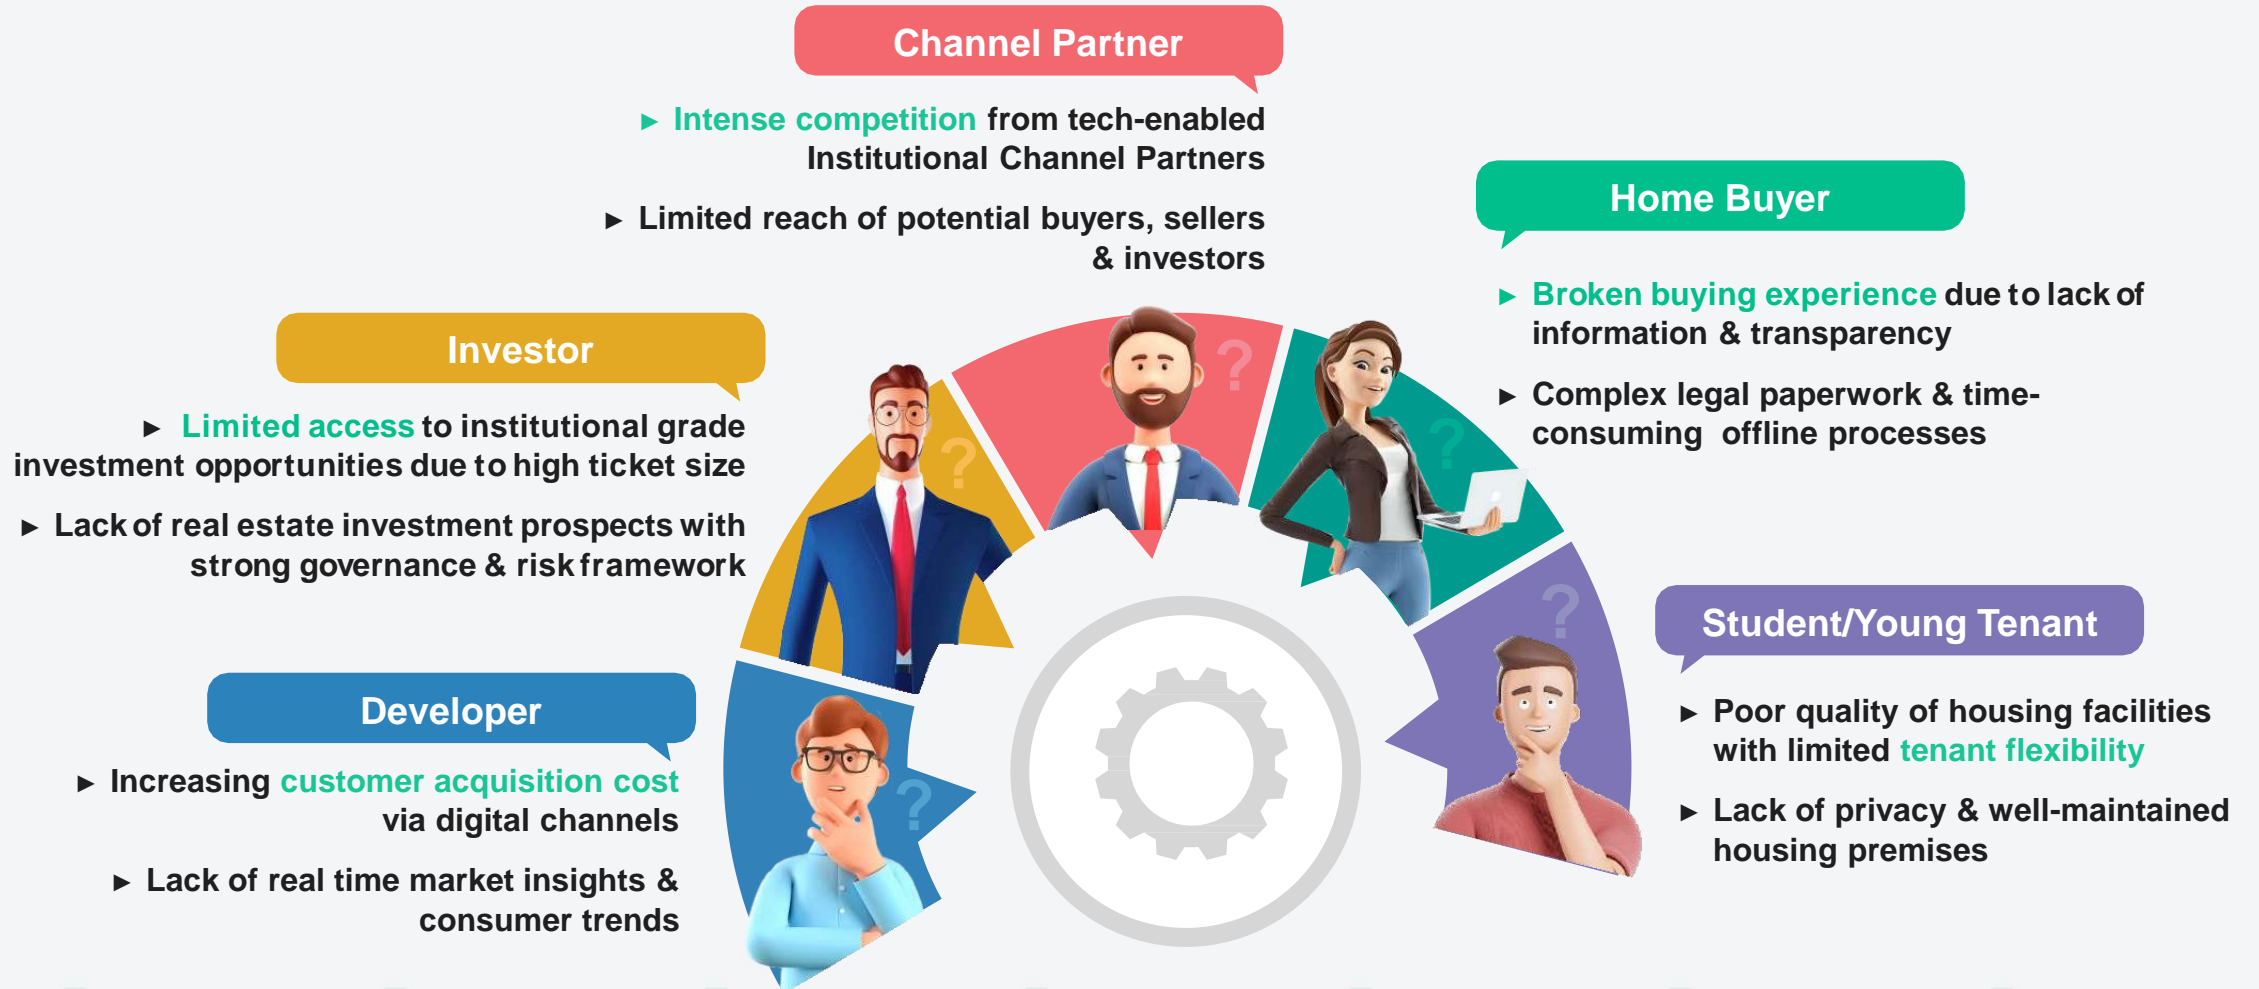 Channel Partner
► Intense competition from tech-enabled
Institutional Channel Partners
► Limited reach of potential buyers, sellers
& investors
Home Buyer
► Broken buying experience due to lack of
information & transparency
► Complex legal paperwork & time-
consuming offline processes
Investor
► Limited access to institutional grade
investment opportunities due to high ticket size
► Lack of real estate investment prospects with
strong governance & risk framework
Developer
► Increasing customer acquisition cost
via digital channels
► Lack of real time market insights &
consumer trends
Student/Young Tenant
► Poor quality of housing facilities
with limited tenant flexibility
► Lack of privacy & well-maintained
housing premises
?
?
?
?
?